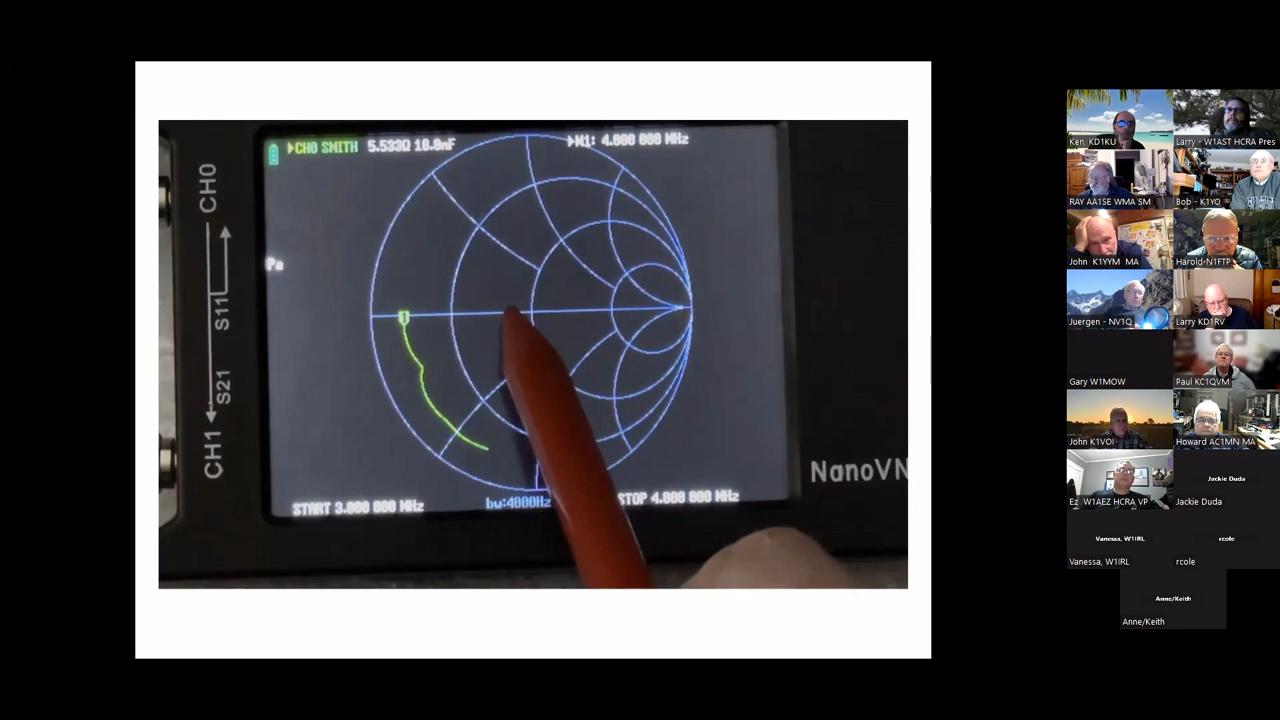 ▶CH0 SMITH 5.533Ω 10.0nF
▶M1: 4.000 000 MHz
CH0
S11
S21
CH1
1
START 3.000 000 MHz
bw:4000Hz
STOP 4.000 000 MHz
NanoVN
Ken KD1KU
Larry - W1AST HCRA Pres
RAY AA1SE WMA SM
Bob - K1YO
John K1YYM MA
Harold-N1FTP
Juergen - NV1Q
Larry KD1RV
Gary W1MOW
Paul KC1QVM
John K1VOI
Howard AC1MN MA
Ez W1AEZ HCRA VP
Jackie Duda
Jackie Duda
Vanessa, W1IRL
rcole
Vanessa, W1IRL
rcole
Anne/Keith
Anne/Keith